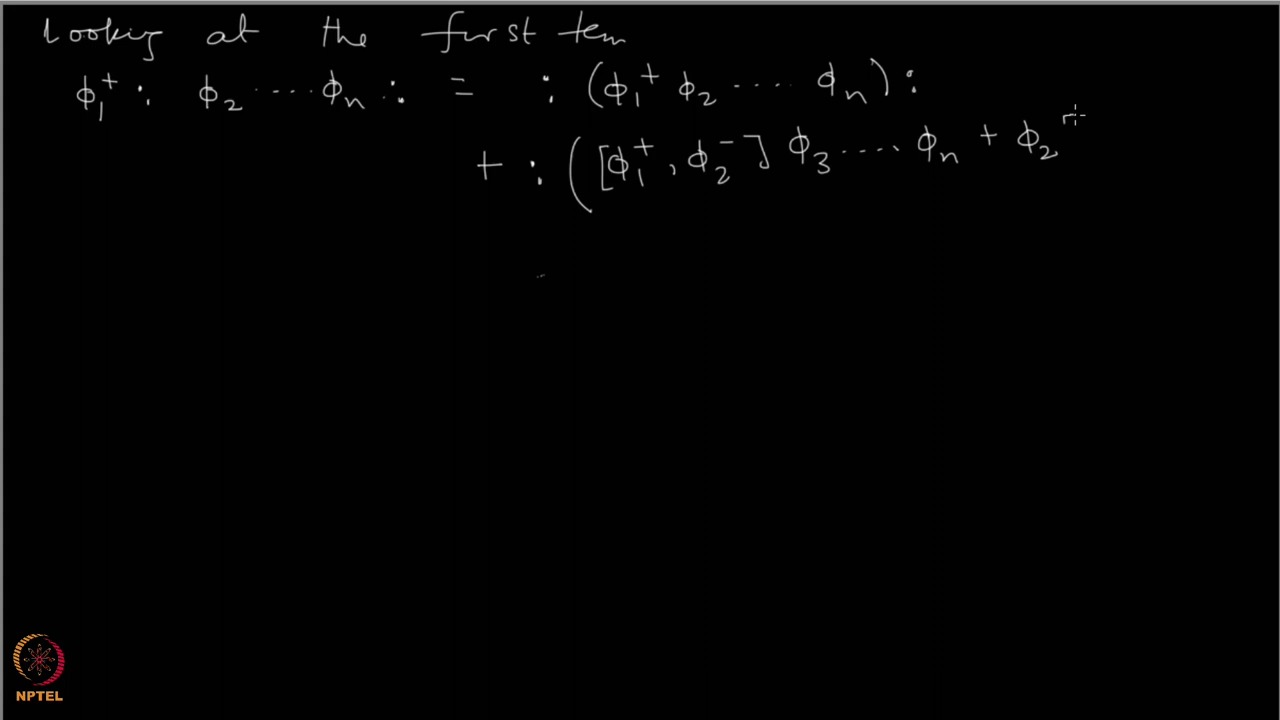 Looking at the first term
ϕ₁⁺ : ϕ₂ ···· ϕₙ : = : (ϕ₁⁺ ϕ₂ ····· ϕₙ) :
+ : ( [ϕ₁⁺, ϕ₂⁻] ϕ₃ ····· ϕₙ + ϕ₂ 
NPTEL